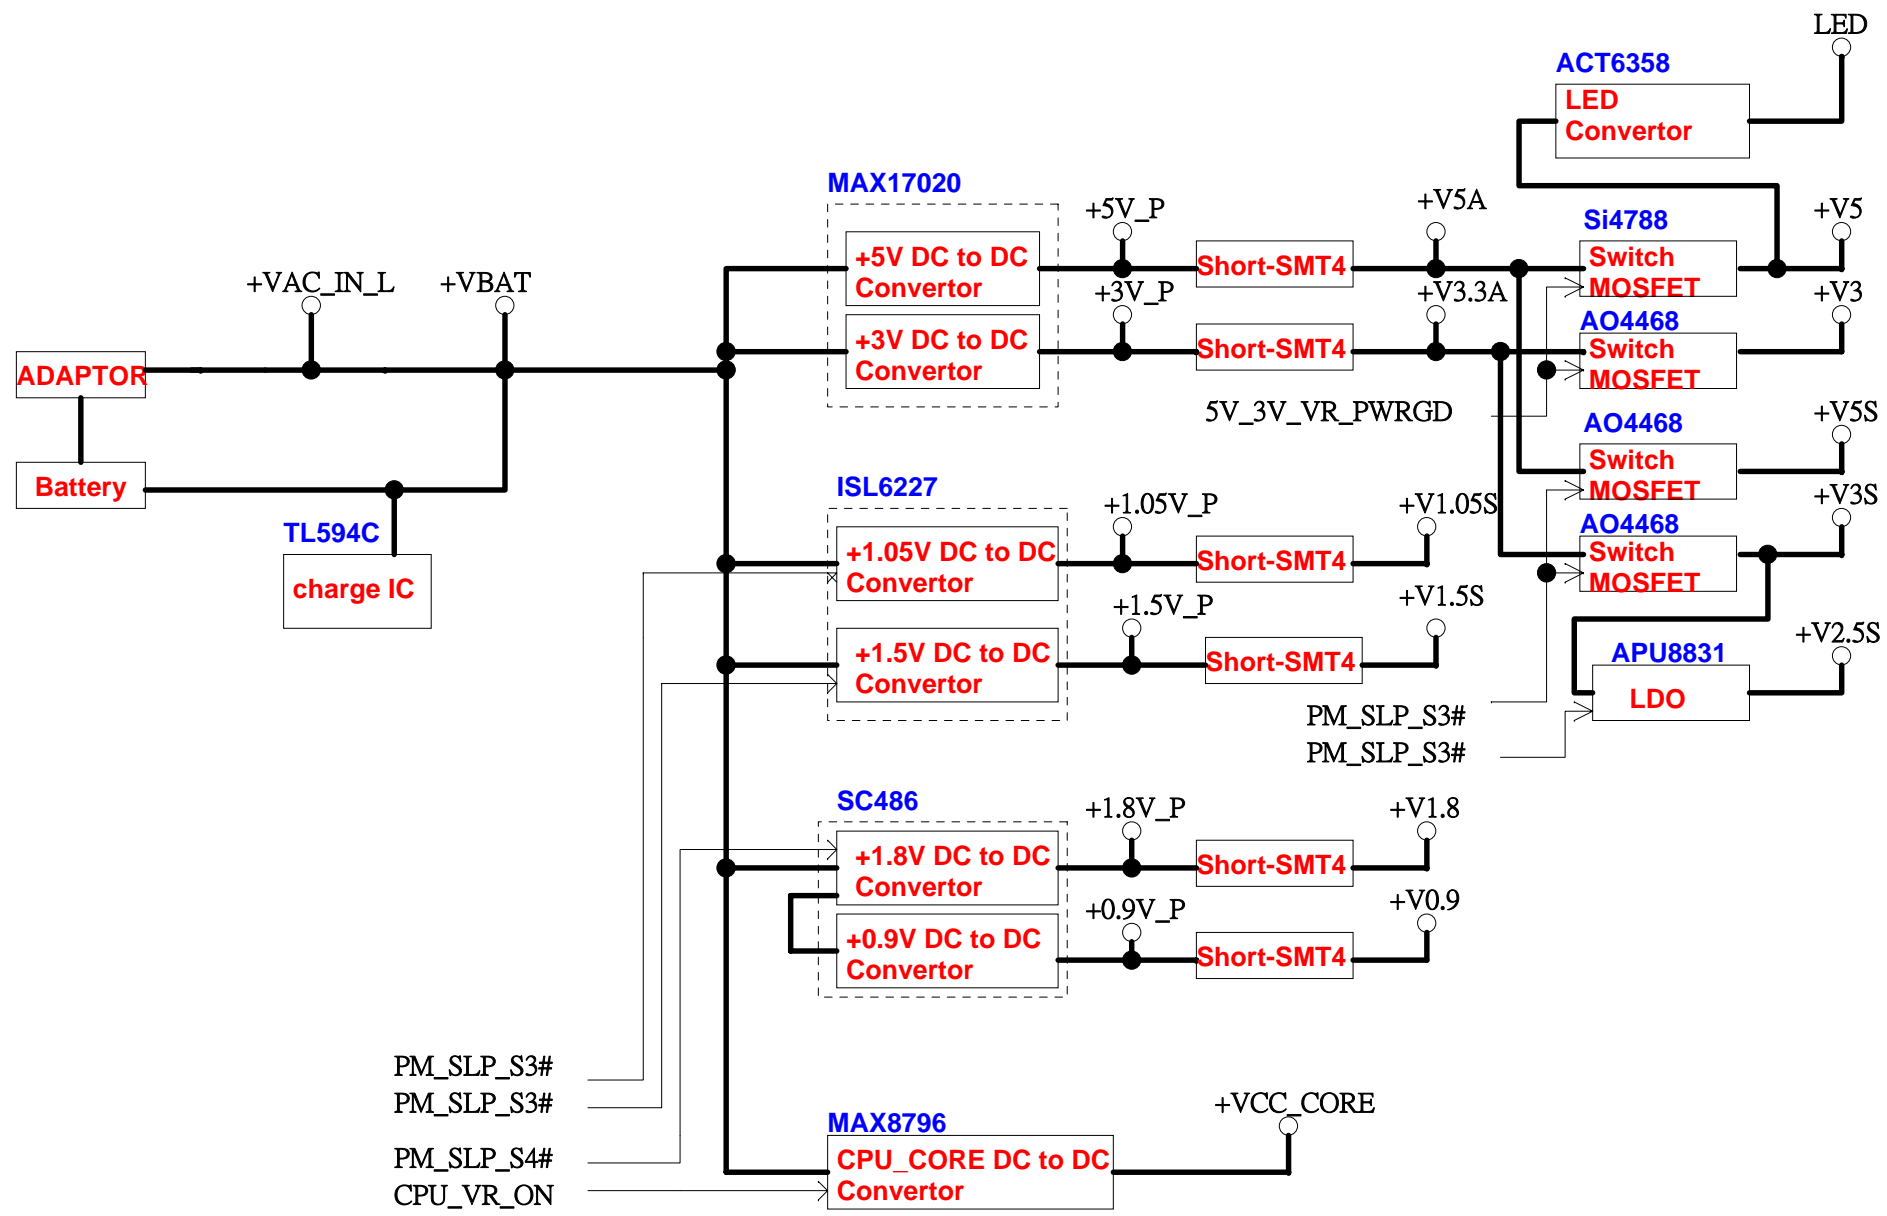 LED
ACT6358
LED
Convertor
MAX17020
+5V_P
+V5A
Si4788
+V5
+5V DC to DC
Convertor
Short-SMT4
Switch
MOSFET
+VAC_IN_L
+VBAT
+3V_P
+V3.3A
AO4468
+V3
ADAPTOR
+3V DC to DC
Convertor
Short-SMT4
Switch
MOSFET
5V_3V_VR_PWRGD
AO4468
+V5S
Battery
Switch
MOSFET
TL594C
charge IC
ISL6227
+1.05V_P
+V1.05S
AO4468
+V3S
+1.05V DC to DC
Convertor
Short-SMT4
Switch
MOSFET
+1.5V_P
+V1.5S
+1.5V DC to DC
Convertor
Short-SMT4
APU8831
+V2.5S
LDO
PM_SLP_S3#
PM_SLP_S3#
SC486
+1.8V_P
+V1.8
+1.8V DC to DC
Convertor
Short-SMT4
+0.9V_P
+V0.9
+0.9V DC to DC
Convertor
Short-SMT4
PM_SLP_S3#
PM_SLP_S3#
PM_SLP_S4#
CPU_VR_ON
MAX8796
+VCC_CORE
CPU_CORE DC to DC
Convertor